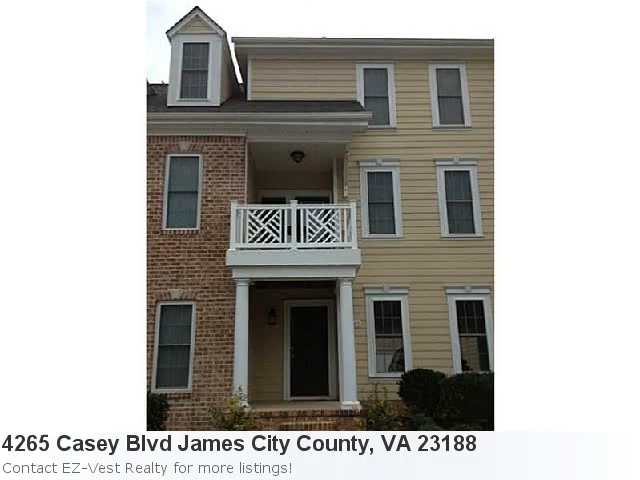 4265 Casey Blvd James City County, VA 23188
Contact EZ-Vest Realty for more listings!